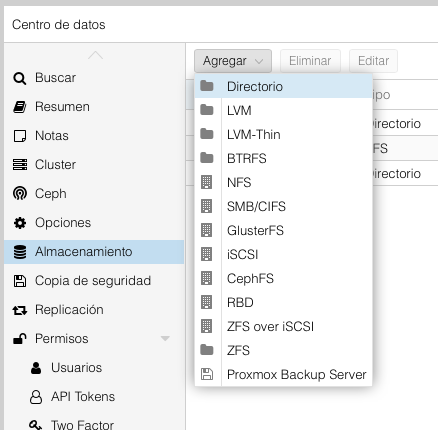 Centro de datos
Buscar
Resumen
Notas
Cluster
Ceph
Opciones
Almacenamiento
Copia de seguridad
Replicación
Permisos
Usuarios
API Tokens
Two Factor
Agregar
Eliminar
Editar
Directorio
LVM
LVM-Thin
BTRFS
NFS
SMB/CIFS
GlusterFS
iSCSI
CephFS
RBD
ZFS over iSCSI
ZFS
Proxmox Backup Server
ipo
irectorio
FS
irectorio